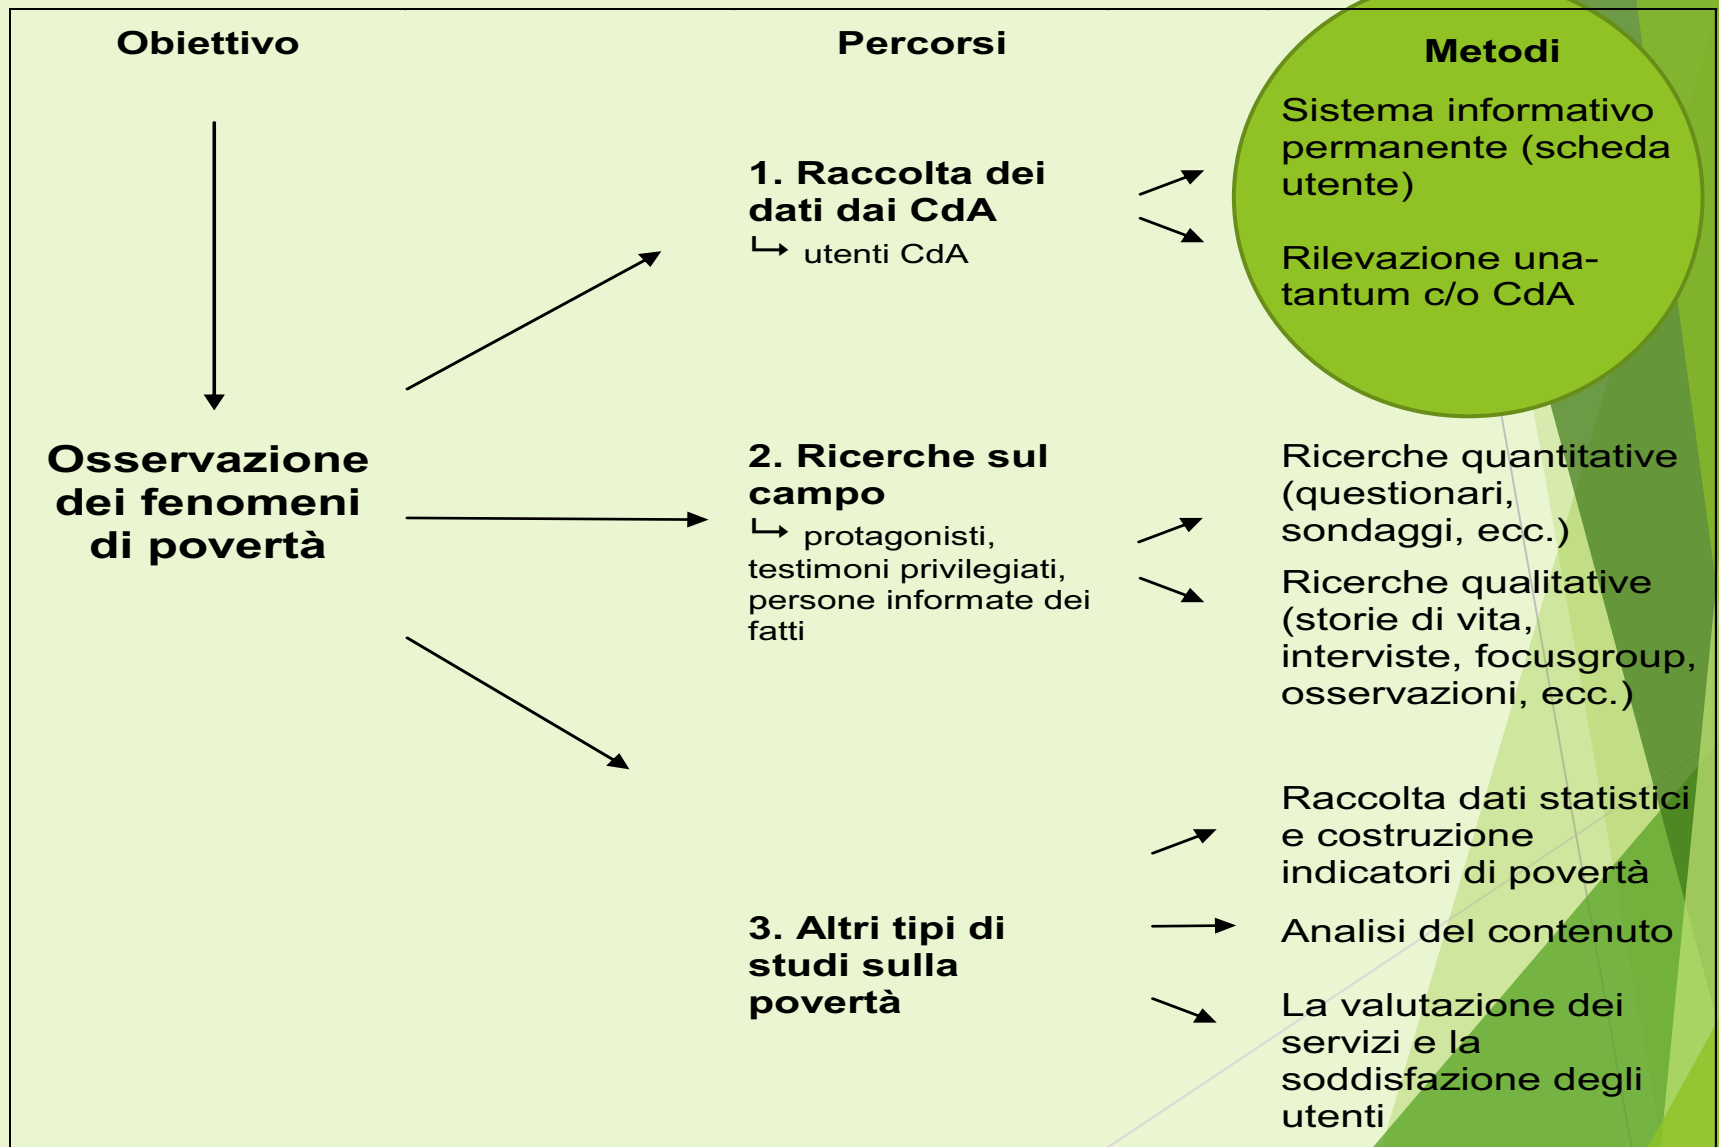 Obiettivo
Percorsi
Metodi
Osservazione
dei fenomeni
di povertà
1. Raccolta dei
dati dai CdA
utenti CdA
Sistema informativo
permanente (scheda
utente)
Rilevazione una-
tantum c/o CdA
2. Ricerche sul
campo
protagonisti,
testimoni privilegiati,
persone informate dei
fatti
Ricerche quantitative
(questionari,
sondaggi, ecc.)
Ricerche qualitative
(storie di vita,
interviste, focusgroup,
osservazioni, ecc.)
3. Altri tipi di
studi sulla
povertà
Raccolta dati statistici
e costruzione
indicatori di povertà
Analisi del contenuto
La valutazione dei
servizi e la
soddisfazione degli
utenti